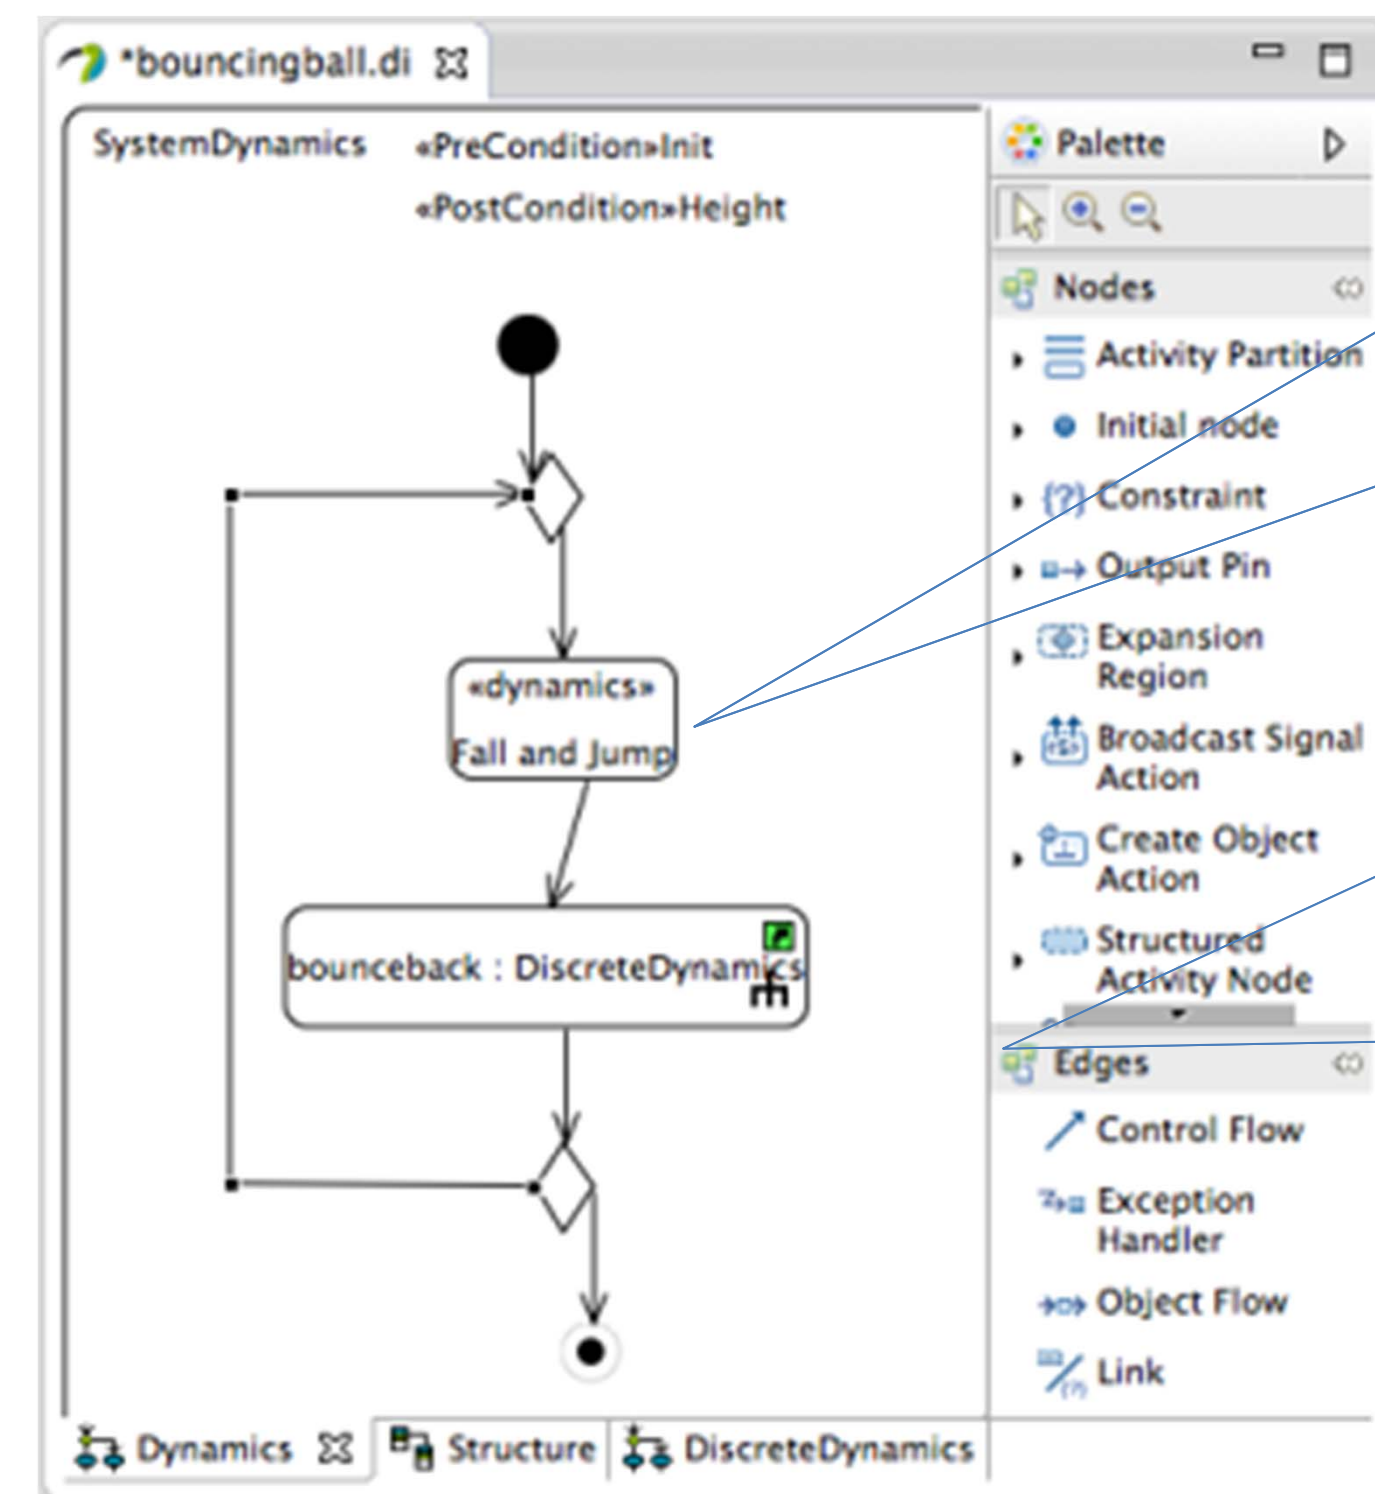 *bouncingball.di
SystemDynamics
«PreCondition»Init
«PostCondition»Height
«dynamics»
Fall and Jump
bounceback : DiscreteDynamics
Dynamics
Structure
DiscreteDynamics
Palette
Nodes
Activity Partition
Initial node
{?} Constraint
Output Pin
Expansion
Region
Broadcast Signal
Action
Create Object
Action
Structured
Activity Node
Edges
Control Flow
Exception
Handler
Object Flow
Link